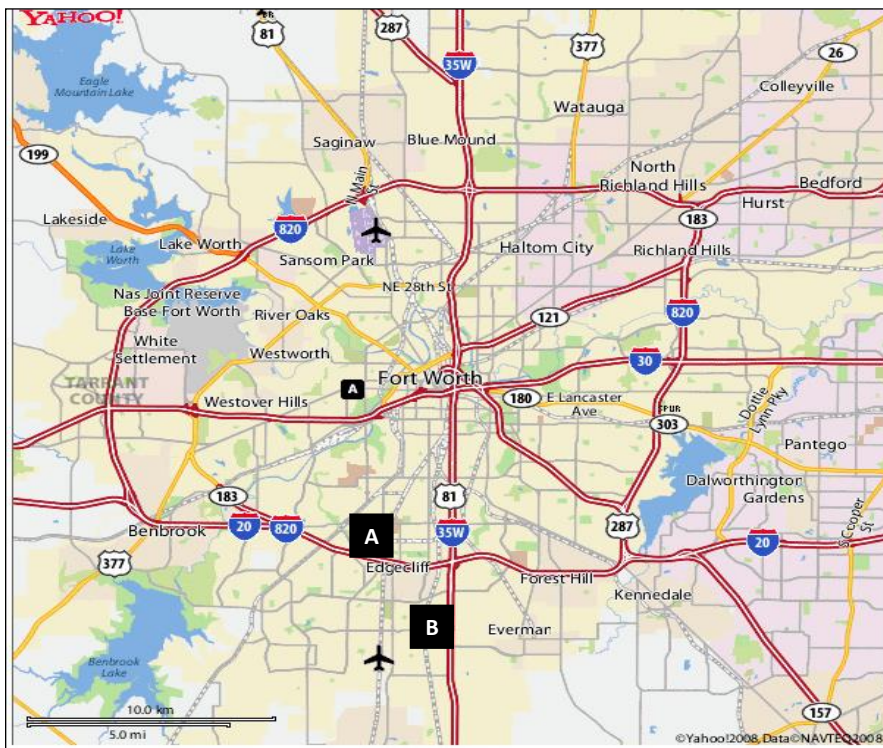 YAHOO!
81
287
35W
377
26
Eagle
Mountain Lake
Colleyville
Watauga
Saginaw
Blue Mound
199
N Main St
North
Richland Hills
Bedford
Hurst
183
Lakeside
820
Lake Worth
Haltom City
Richland Hills
Lake
Worth
Sansom Park
NE 28th St
Nas Joint Reserve
Base Fort Worth
River Oaks
121
820
White
Settlement
Westworth
30
TARRANT
COUNTY
Fort Worth
A
Westover Hills
180
E Lancaster
Ave
SPUR
303
Dottie
Lynn Pky
Pantego
Dalworthington
Gardens
183
81
Benbrook
20
820
A
35W
287
20
S Cooper
St
377
Edgecliff
Forest Hill
Kennedale
B
Everman
Benbrook
Lake
10.0 km
5.0 mi
157
©Yahoo!2008, Data©NAVTEQ2008